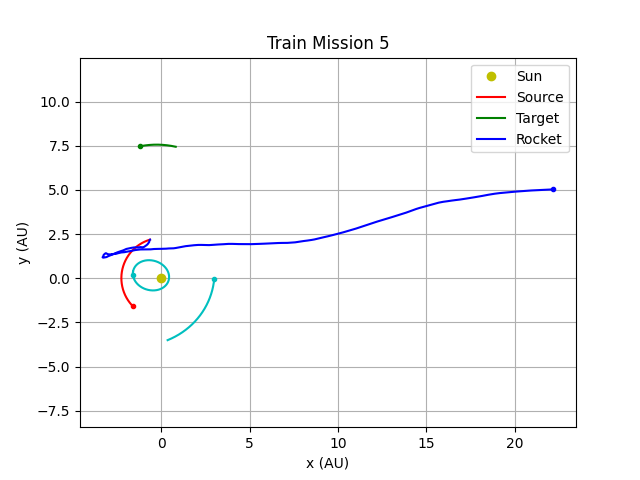 Train Mission 5
Sun
Source
Target
Rocket
y (AU)
10.0
7.5
5.0
2.5
0.0
−2.5
−5.0
−7.5
0 5 10 15 20
x (AU)